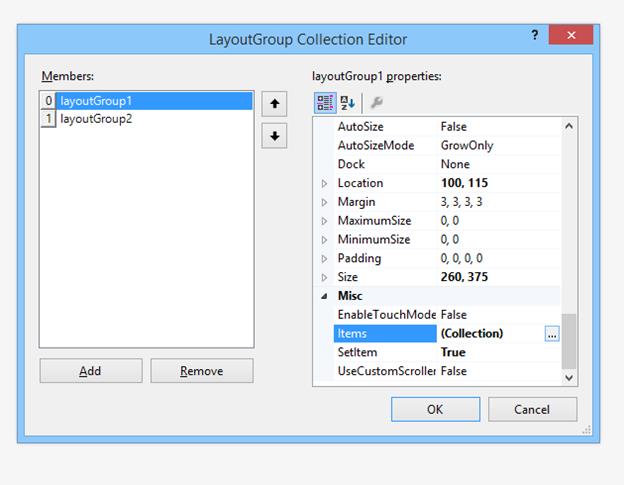 LayoutGroup Collection Editor ?
Members:
layoutGroup1 properties:
0 layoutGroup1
1 layoutGroup2
AutoSize False
AutoSizeMode GrowOnly
Dock None
Location 100, 115
Margin 3, 3, 3, 3
MaximumSize 0, 0
MinimumSize 0, 0
Padding 0, 0, 0, 0
Size 260, 375
Misc
EnableTouchMode False
Items (Collection) ...
SetItem True
UseCustomScroller False
Add Remove
OK Cancel